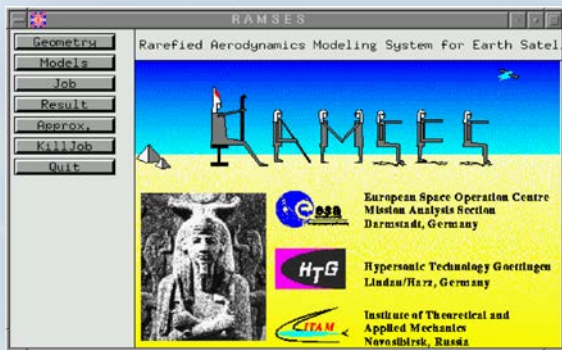 RAMSES
Geometry
Models
Job
Result
Approx.
KillJob
Quit
Rarefied Aerodynamics Modeling System for Earth Satel
RAMSES
esa
European Space Operation Centre
Mission Analysis Section
Darmstadt, Germany
HTG
Hypersonic Technology Goettingen
Lindau/Harz, Germany
ITAM
Institute of Theoretical and
Applied Mechanics
Novosibirsk, Russia